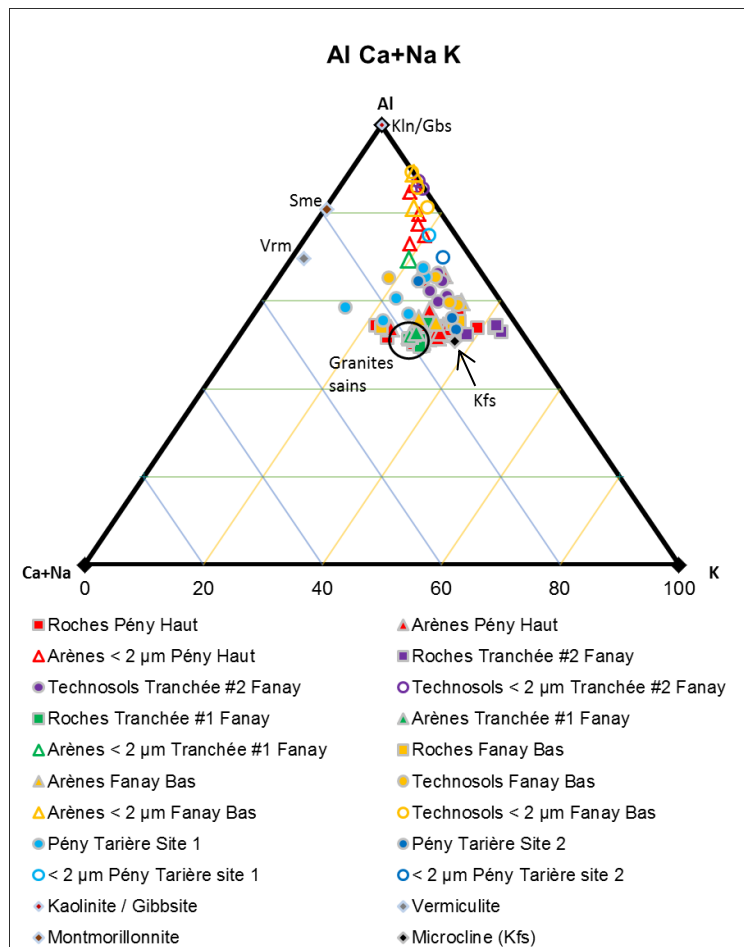 Al Ca+Na K
Al
Kln/Gbs
Sme
Vrm
Granites
sains
Kfs
Ca+Na
K
0 20 40 60 80 100
Roches Pény Haut
Arènes Pény Haut
Arènes < 2 µm Pény Haut
Roches Tranchée #2 Fanay
Technosols Tranchée #2 Fanay
Technosols < 2 µm Tranchée #2 Fanay
Roches Tranchée #1 Fanay
Arènes Tranchée #1 Fanay
Arènes < 2 µm Tranchée #1 Fanay
Roches Fanay Bas
Arènes Fanay Bas
Technosols Fanay Bas
Arènes < 2 µm Fanay Bas
Technosols < 2 µm Fanay Bas
Pény Tarière Site 1
Pény Tarière Site 2
< 2 µm Pény Tarière site 1
< 2 µm Pény Tarière site 2
Kaolinite / Gibbsite
Vermiculite
Montmorillonnite
Microcline (Kfs)